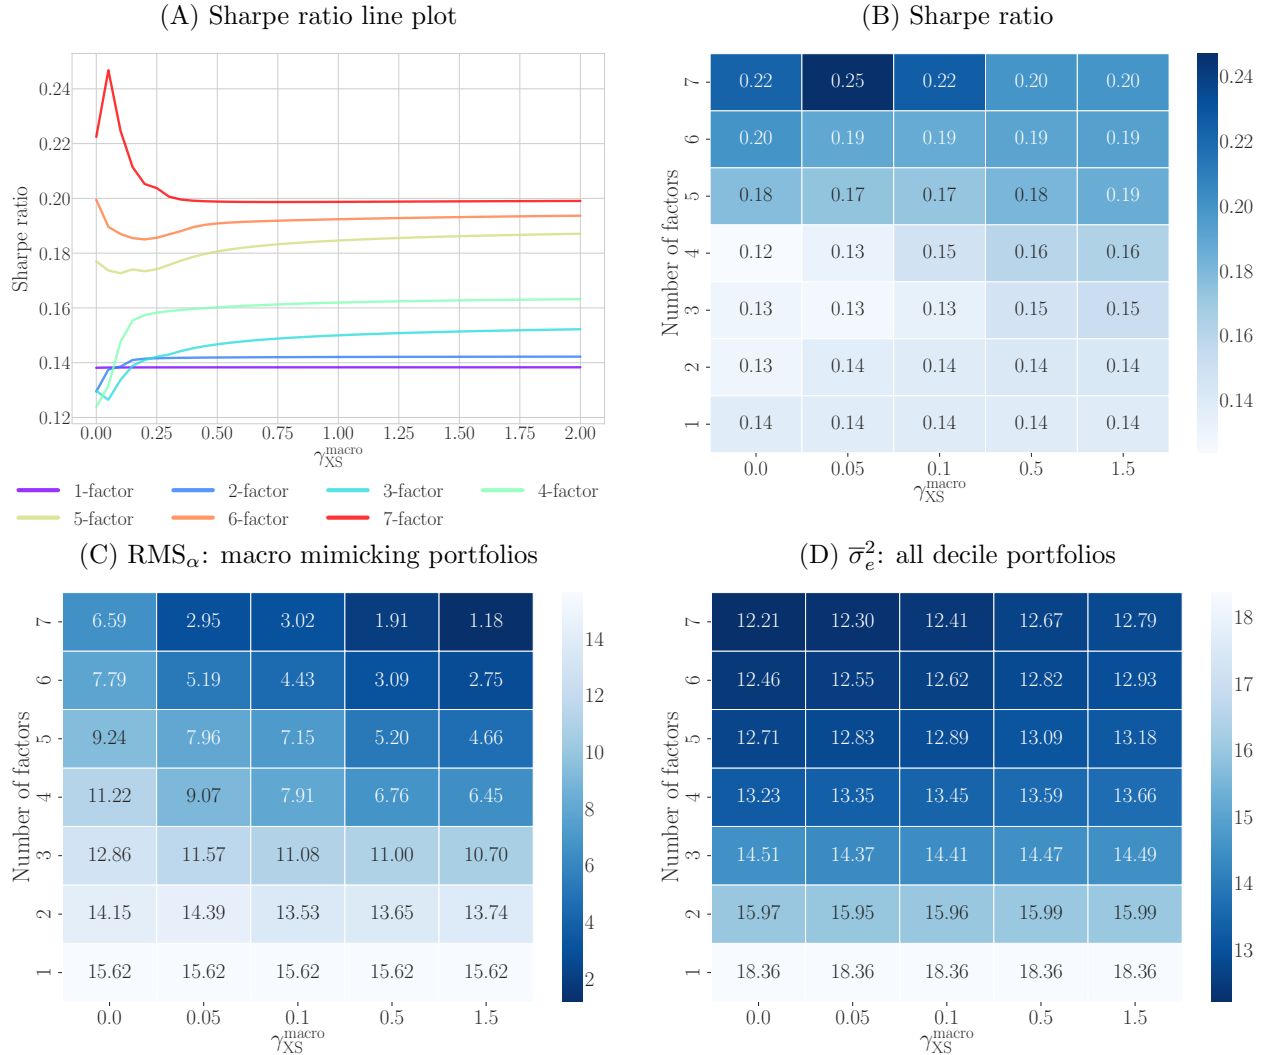 (A) Sharpe ratio line plot
0.24
0.22
0.20
0.18
0.16
0.14
0.12
Sharpe ratio
0.00 0.25 0.50 0.75 1.00 1.25 1.50 1.75 2.00
γ_XS^macro
1-factor 2-factor 3-factor 4-factor
5-factor 6-factor 7-factor
(B) Sharpe ratio
Number of factors
7 0.22 0.25 0.22 0.20 0.20
6 0.20 0.19 0.19 0.19 0.19
5 0.18 0.17 0.17 0.18 0.19
4 0.12 0.13 0.15 0.16 0.16
3 0.13 0.13 0.13 0.15 0.15
2 0.13 0.14 0.14 0.14 0.14
1 0.14 0.14 0.14 0.14 0.14
0.0 0.05 0.1 0.5 1.5
γ_XS^macro
0.24
0.22
0.20
0.18
0.16
0.14
(C) RMS_α: macro mimicking portfolios
Number of factors
7 6.59 2.95 3.02 1.91 1.18
6 7.79 5.19 4.43 3.09 2.75
5 9.24 7.96 7.15 5.20 4.66
4 11.22 9.07 7.91 6.76 6.45
3 12.86 11.57 11.08 11.00 10.70
2 14.15 14.39 13.53 13.65 13.74
1 15.62 15.62 15.62 15.62 15.62
0.0 0.05 0.1 0.5 1.5
γ_XS^macro
14
12
10
8
6
4
2
(D) σ̅_e^2: all decile portfolios
Number of factors
7 12.21 12.30 12.41 12.67 12.79
6 12.46 12.55 12.62 12.82 12.93
5 12.71 12.83 12.89 13.09 13.18
4 13.23 13.35 13.45 13.59 13.66
3 14.51 14.37 14.41 14.47 14.49
2 15.97 15.95 15.96 15.99 15.99
1 18.36 18.36 18.36 18.36 18.36
0.0 0.05 0.1 0.5 1.5
γ_XS^macro
18
17
16
15
14
13